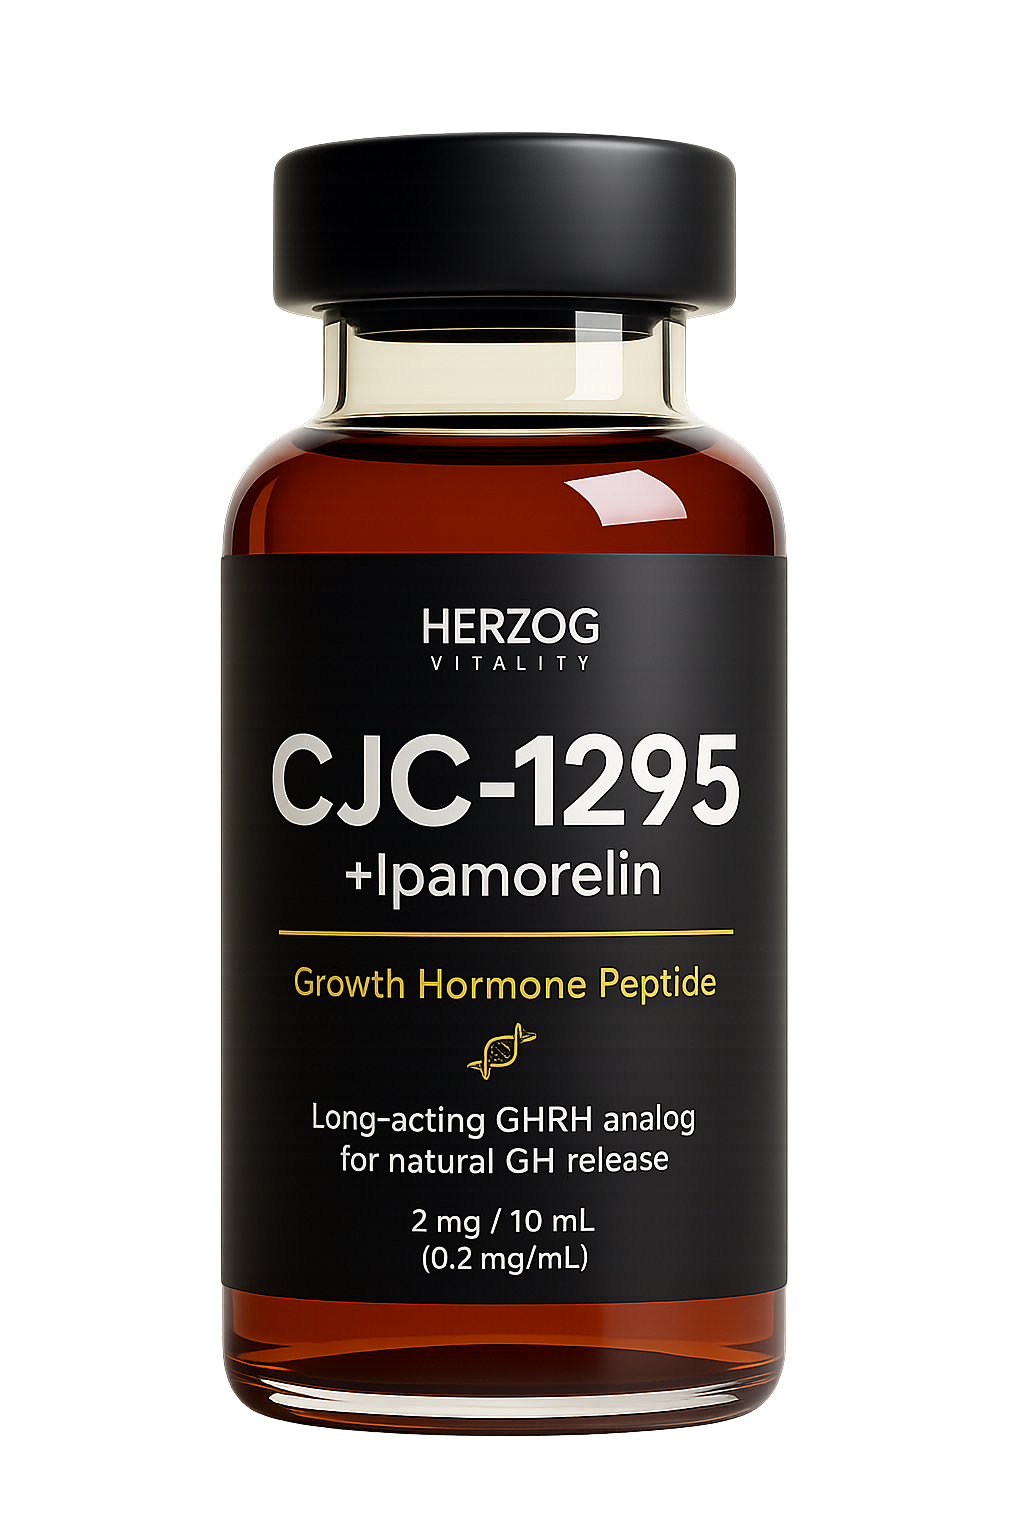 HERZOG
VITALITY
CJC-1295
+Ipamorelin
Growth Hormone Peptide
Long-acting GHRH analog
for natural GH release
2 mg / 10 mL
(0.2 mg/mL)